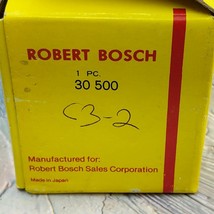 ROBERT BOSCH
1 PC.
30 500
C3-2
Manufactured for:
Robert Bosch Sales Corporation
Made in Japan